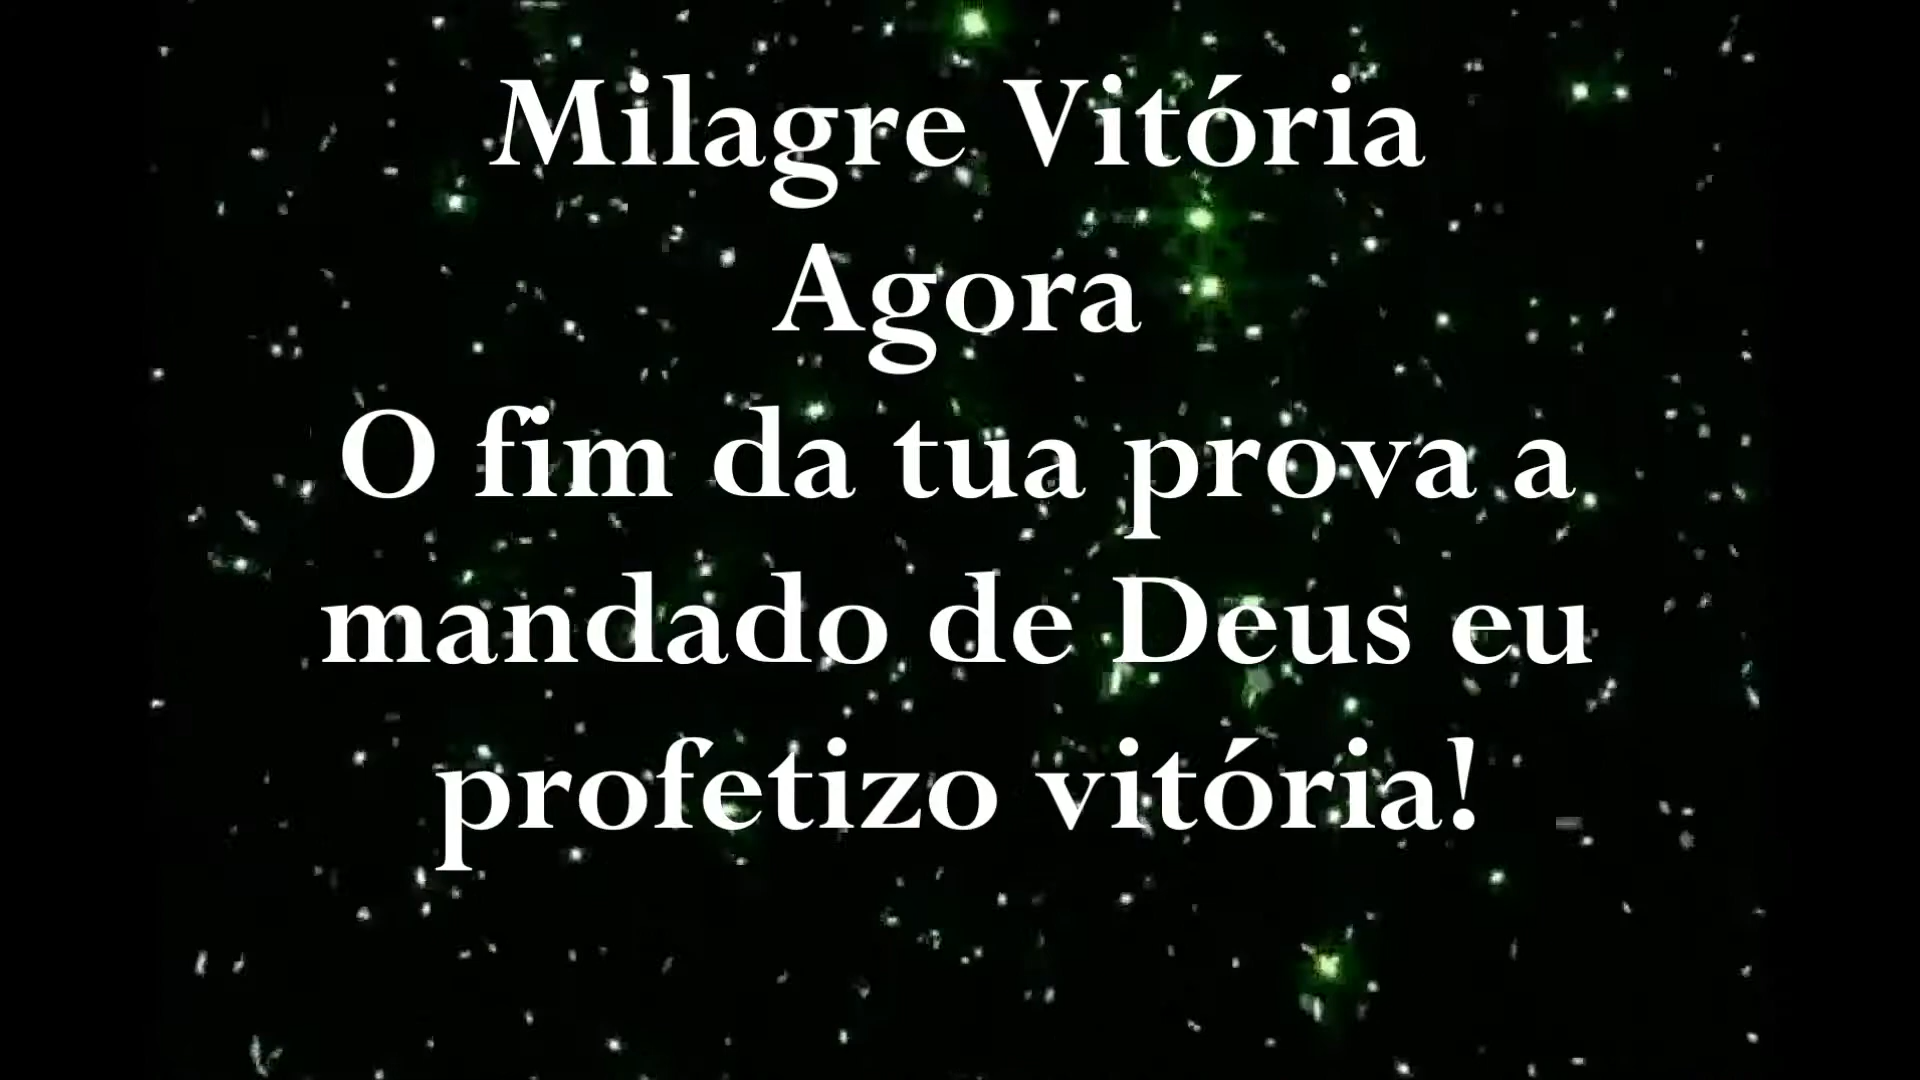 Milagre Vitória
Agora
O fim da tua prova a
mandado de Deus eu
profetizo vitória!